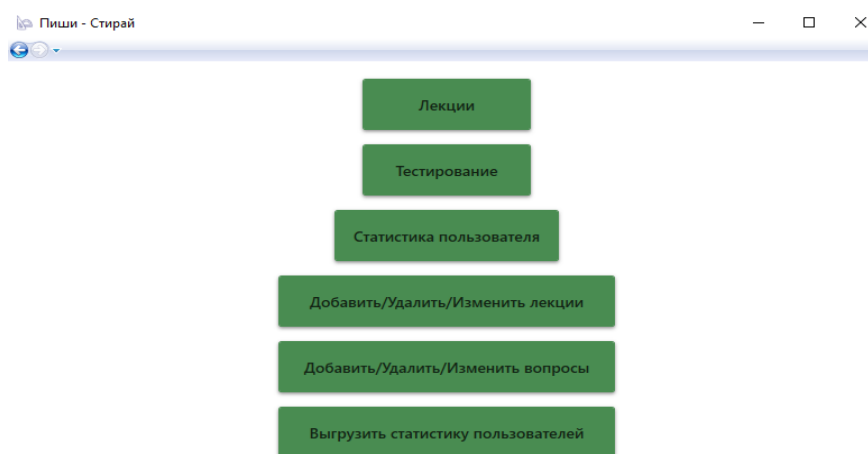 Пиши - Стирай
Лекции
Тестирование
Статистика пользователя
Добавить/Удалить/Изменить лекции
Добавить/Удалить/Изменить вопросы
Выгрузить статистику пользователей